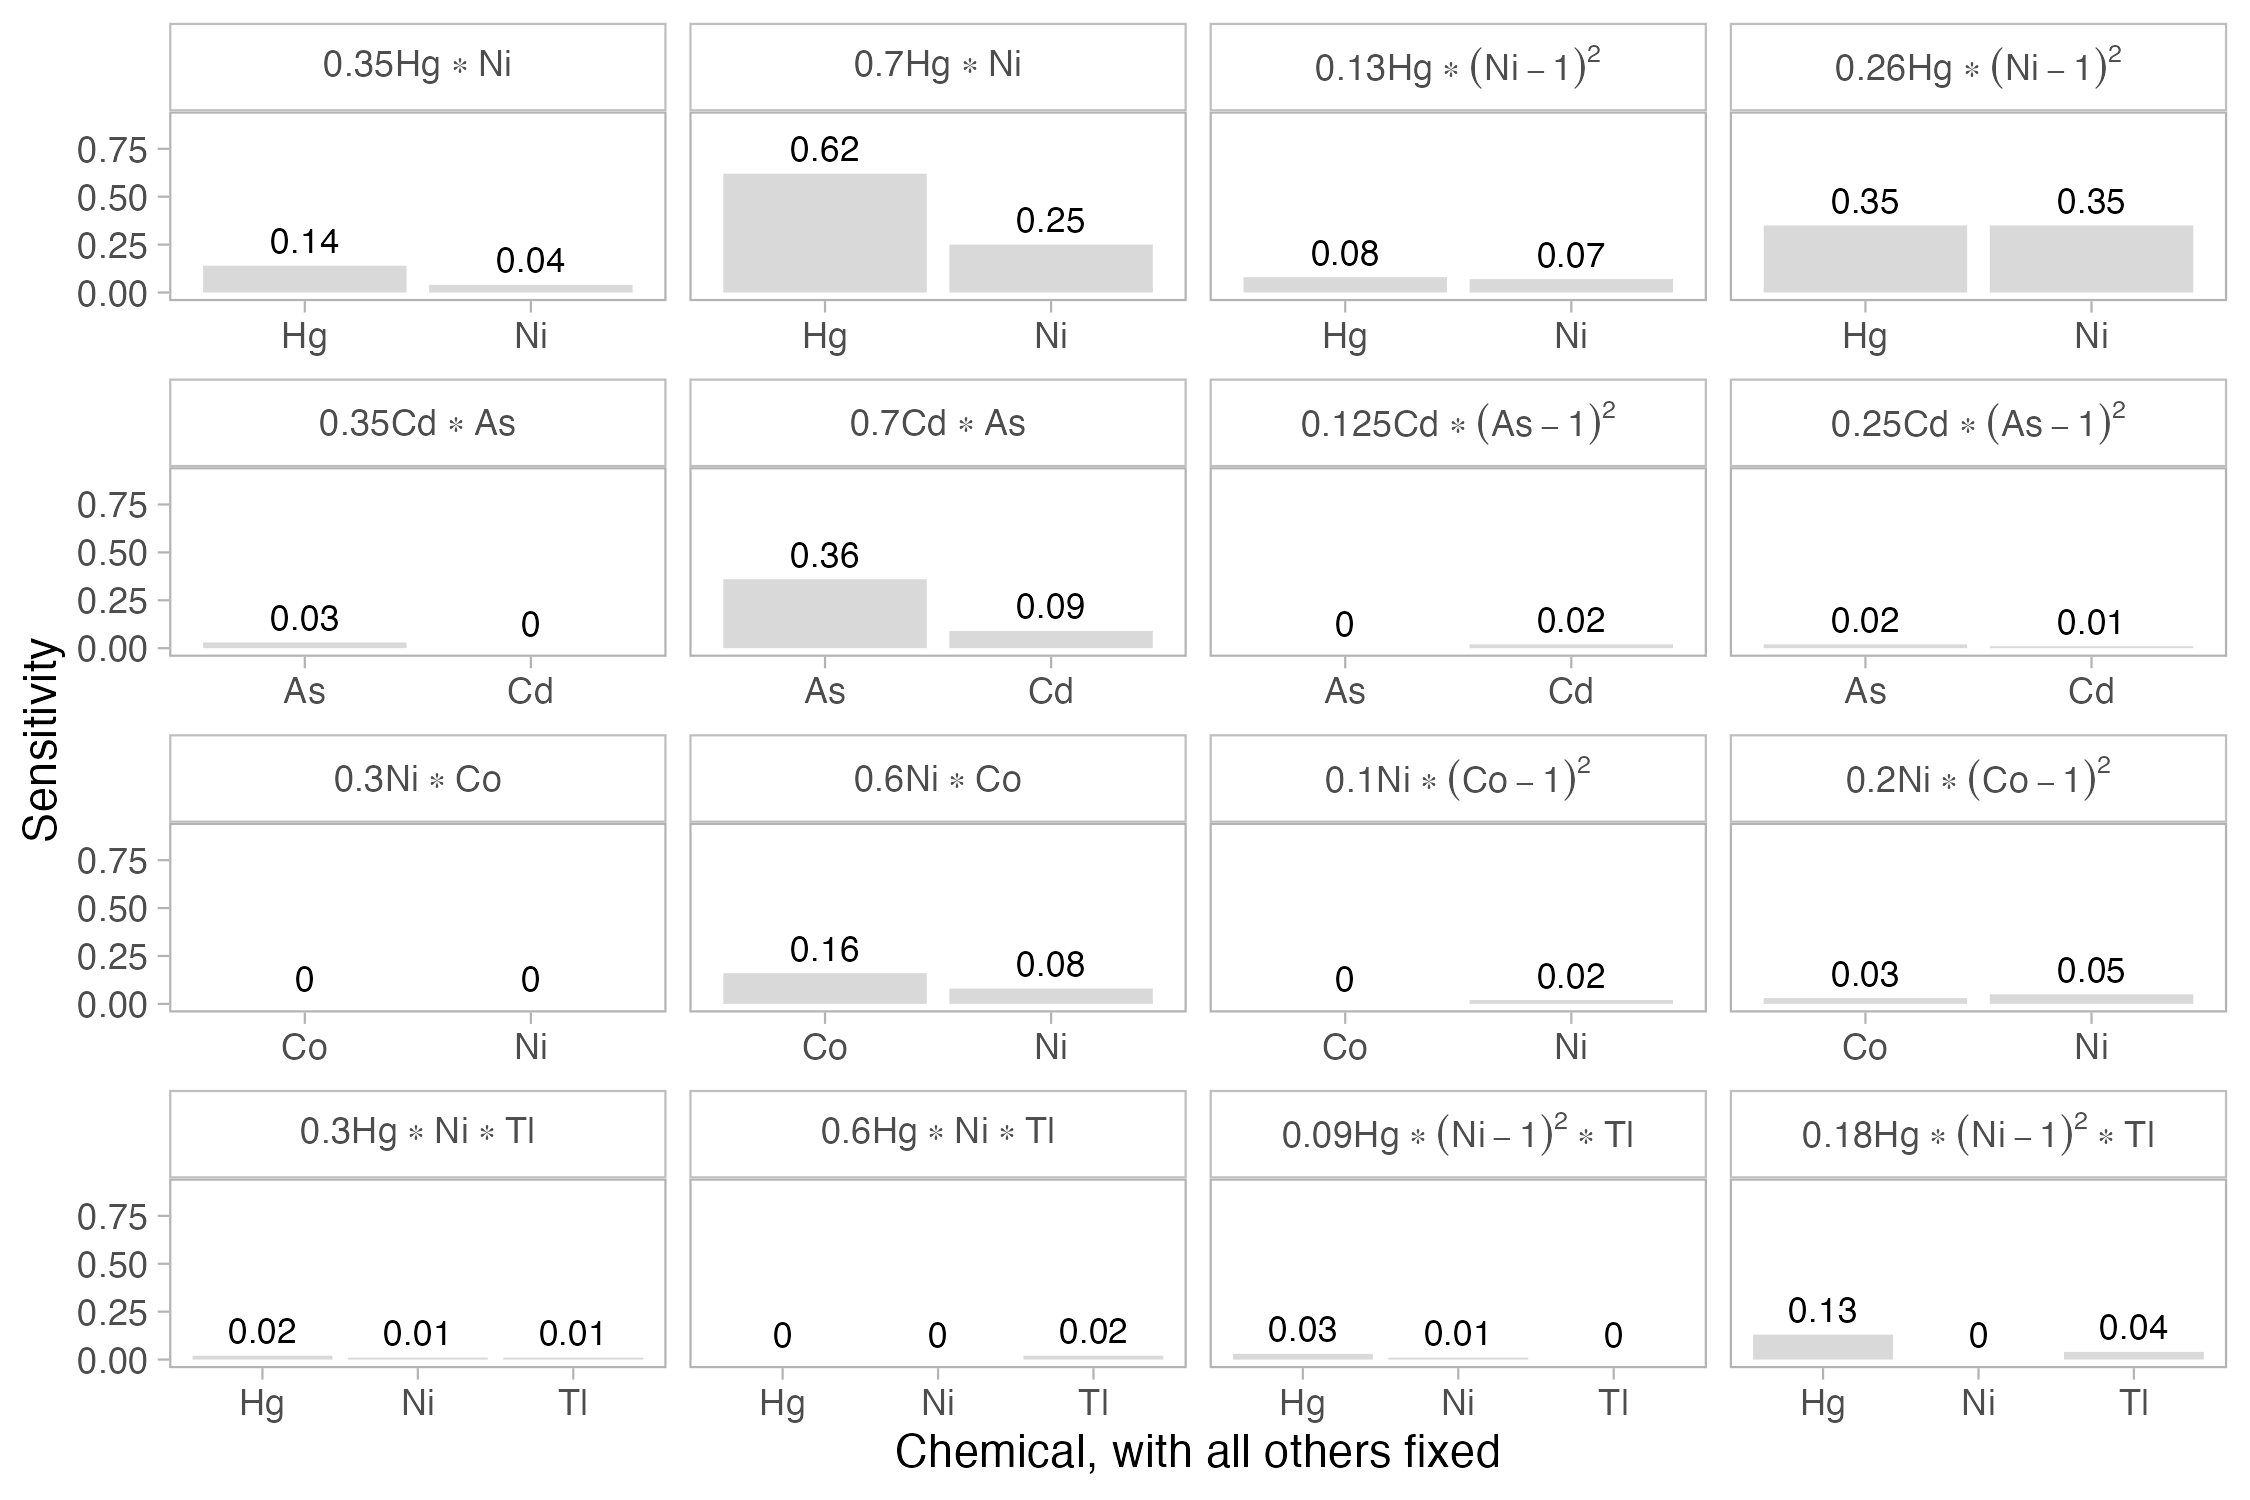 0.35Hg * Ni
0.7Hg * Ni
0.13Hg * (Ni − 1)²
0.26Hg * (Ni − 1)²
0.75
0.50
0.25
0.00
0.14
0.04
0.62
0.25
0.08
0.07
0.35
0.35
Hg
Ni
Hg
Ni
Hg
Ni
Hg
Ni
0.35Cd * As
0.7Cd * As
0.125Cd * (As − 1)²
0.25Cd * (As − 1)²
0.75
0.50
0.25
0.00
0.03
0
0.36
0.09
0
0.02
0.02
0.01
As
Cd
As
Cd
As
Cd
As
Cd
Sensitivity
0.3Ni * Co
0.6Ni * Co
0.1Ni * (Co − 1)²
0.2Ni * (Co − 1)²
0.75
0.50
0.25
0.00
0
0
0.16
0.08
0
0.02
0.03
0.05
Co
Ni
Co
Ni
Co
Ni
Co
Ni
0.3Hg * Ni * Tl
0.6Hg * Ni * Tl
0.09Hg * (Ni − 1)² * Tl
0.18Hg * (Ni − 1)² * Tl
0.75
0.50
0.25
0.00
0.02
0.01
0.01
0
0
0.02
0.03
0.01
0
0.13
0
0.04
Hg
Ni
Tl
Hg
Ni
Tl
Hg
Ni
Tl
Hg
Ni
Tl
Chemical, with all others fixed